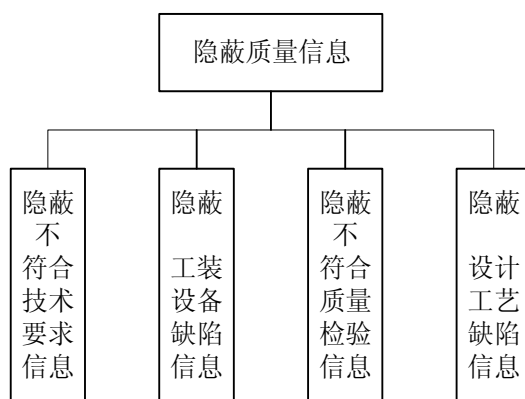 隐蔽质量信息
隐蔽
不
符合
技术
要求
信息
隐蔽
工装
设备
缺陷
信息
隐蔽
不
符合
质量
检验
信息
隐蔽
设计
工艺
缺陷
信息